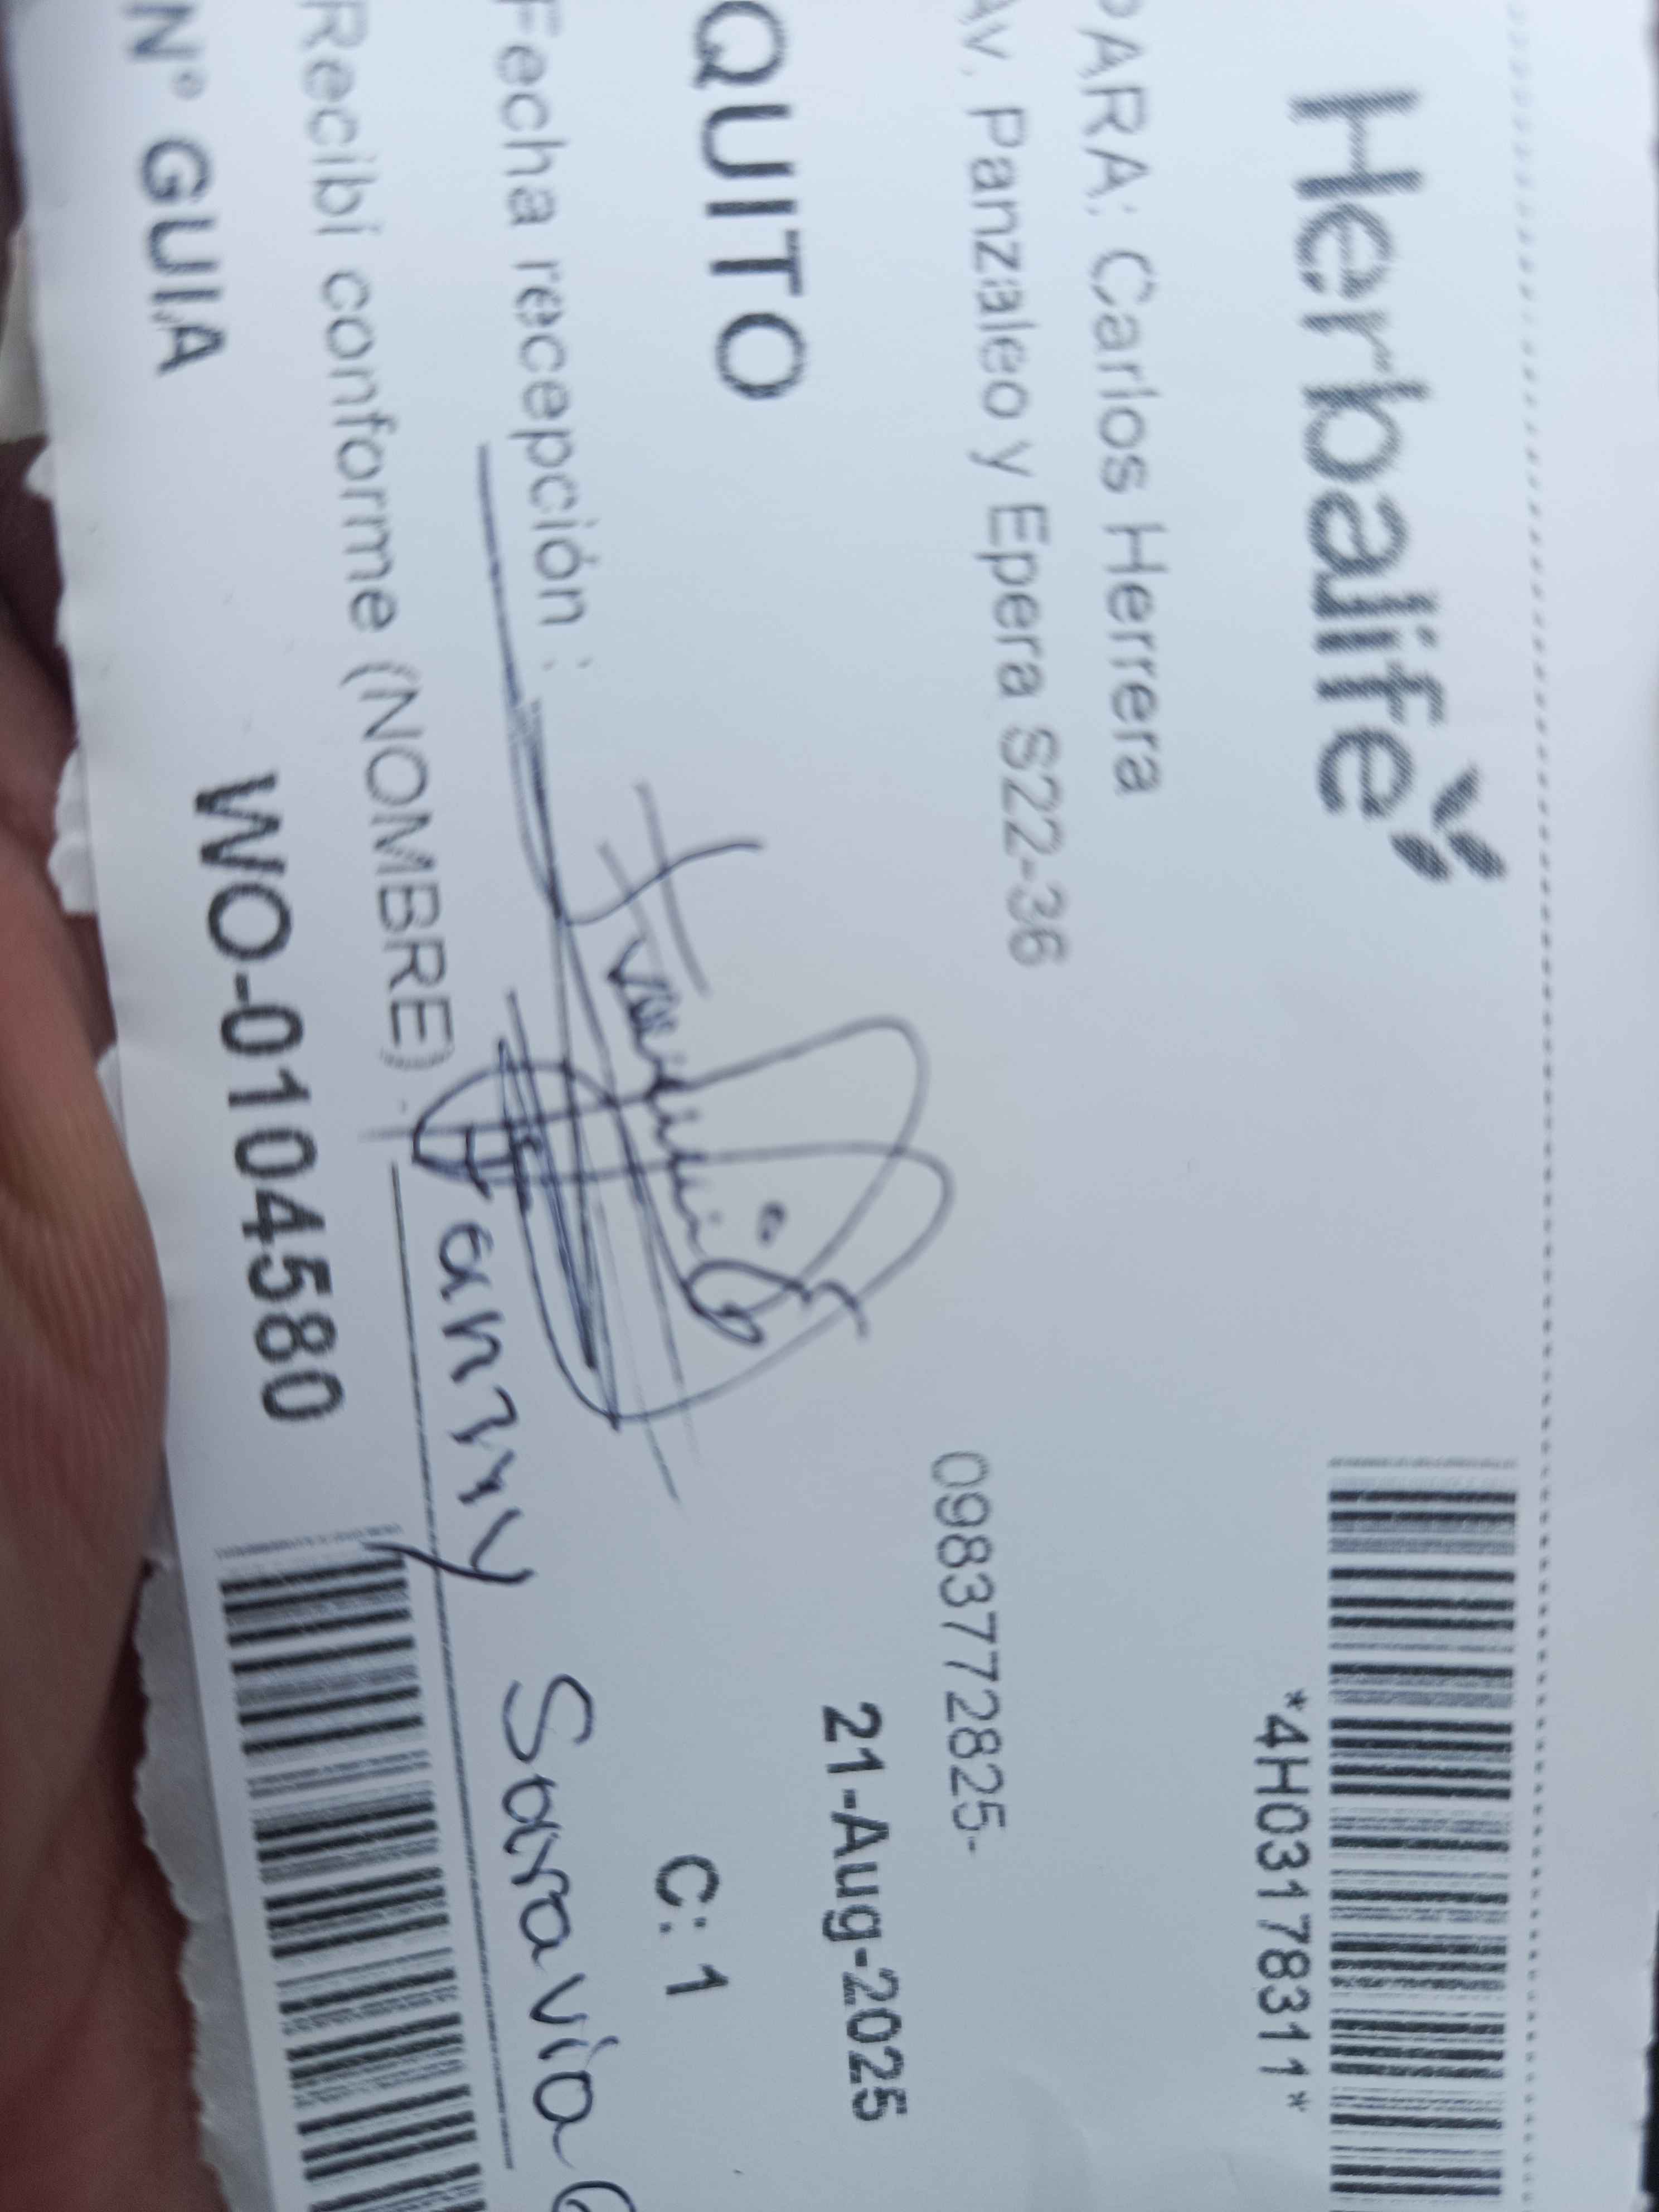 Herbalife
*4H03178311*
PARA: Carlos Herrera
Av. Panzaleo y Epera S22-36
0983772825-
QUITO
21-Aug-2025
Fecha recepción :
C: 1
Recibí conforme (NOMBRE) : Fanny Saravia
N° GUIA WO-0104580